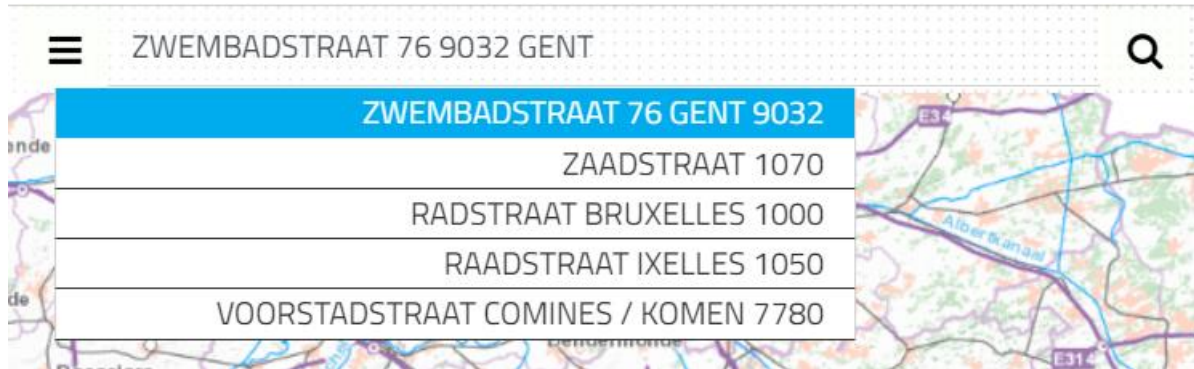 ZWEMBADSTRAAT 76 9032 GENT
ZWEMBADSTRAAT 76 GENT 9032
ZAADSTRAAT 1070
RADSTRAAT BRUXELLES 1000
RAADSTRAAT IXELLES 1050
VOORSTADSTRAAT COMINES / KOMEN 7780
E34
Albertkanaal
E314